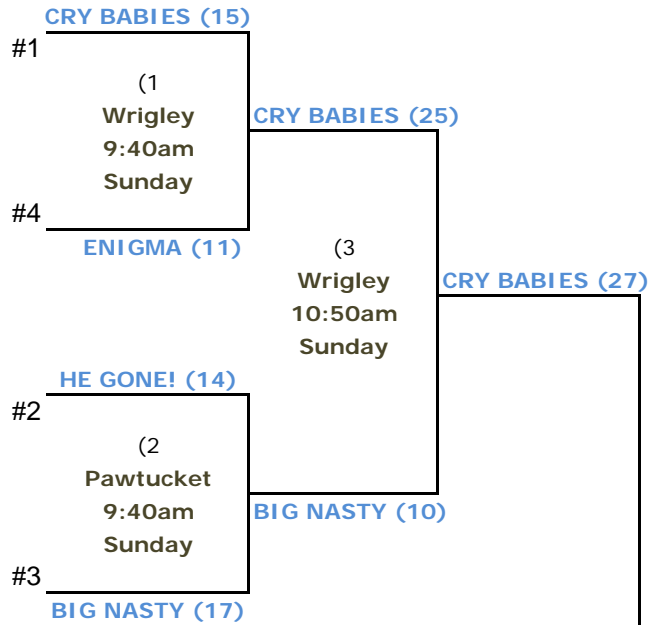 CRY BABIES (15)
#1
(1
Wrigley
9:40am
Sunday
CRY BABIES (25)
#4
ENIGMA (11)
(3
Wrigley
10:50am
Sunday
CRY BABIES (27)
HE GONE! (14)
#2
(2
Pawtucket
9:40am
Sunday
BIG NASTY (10)
#3
BIG NASTY (17)